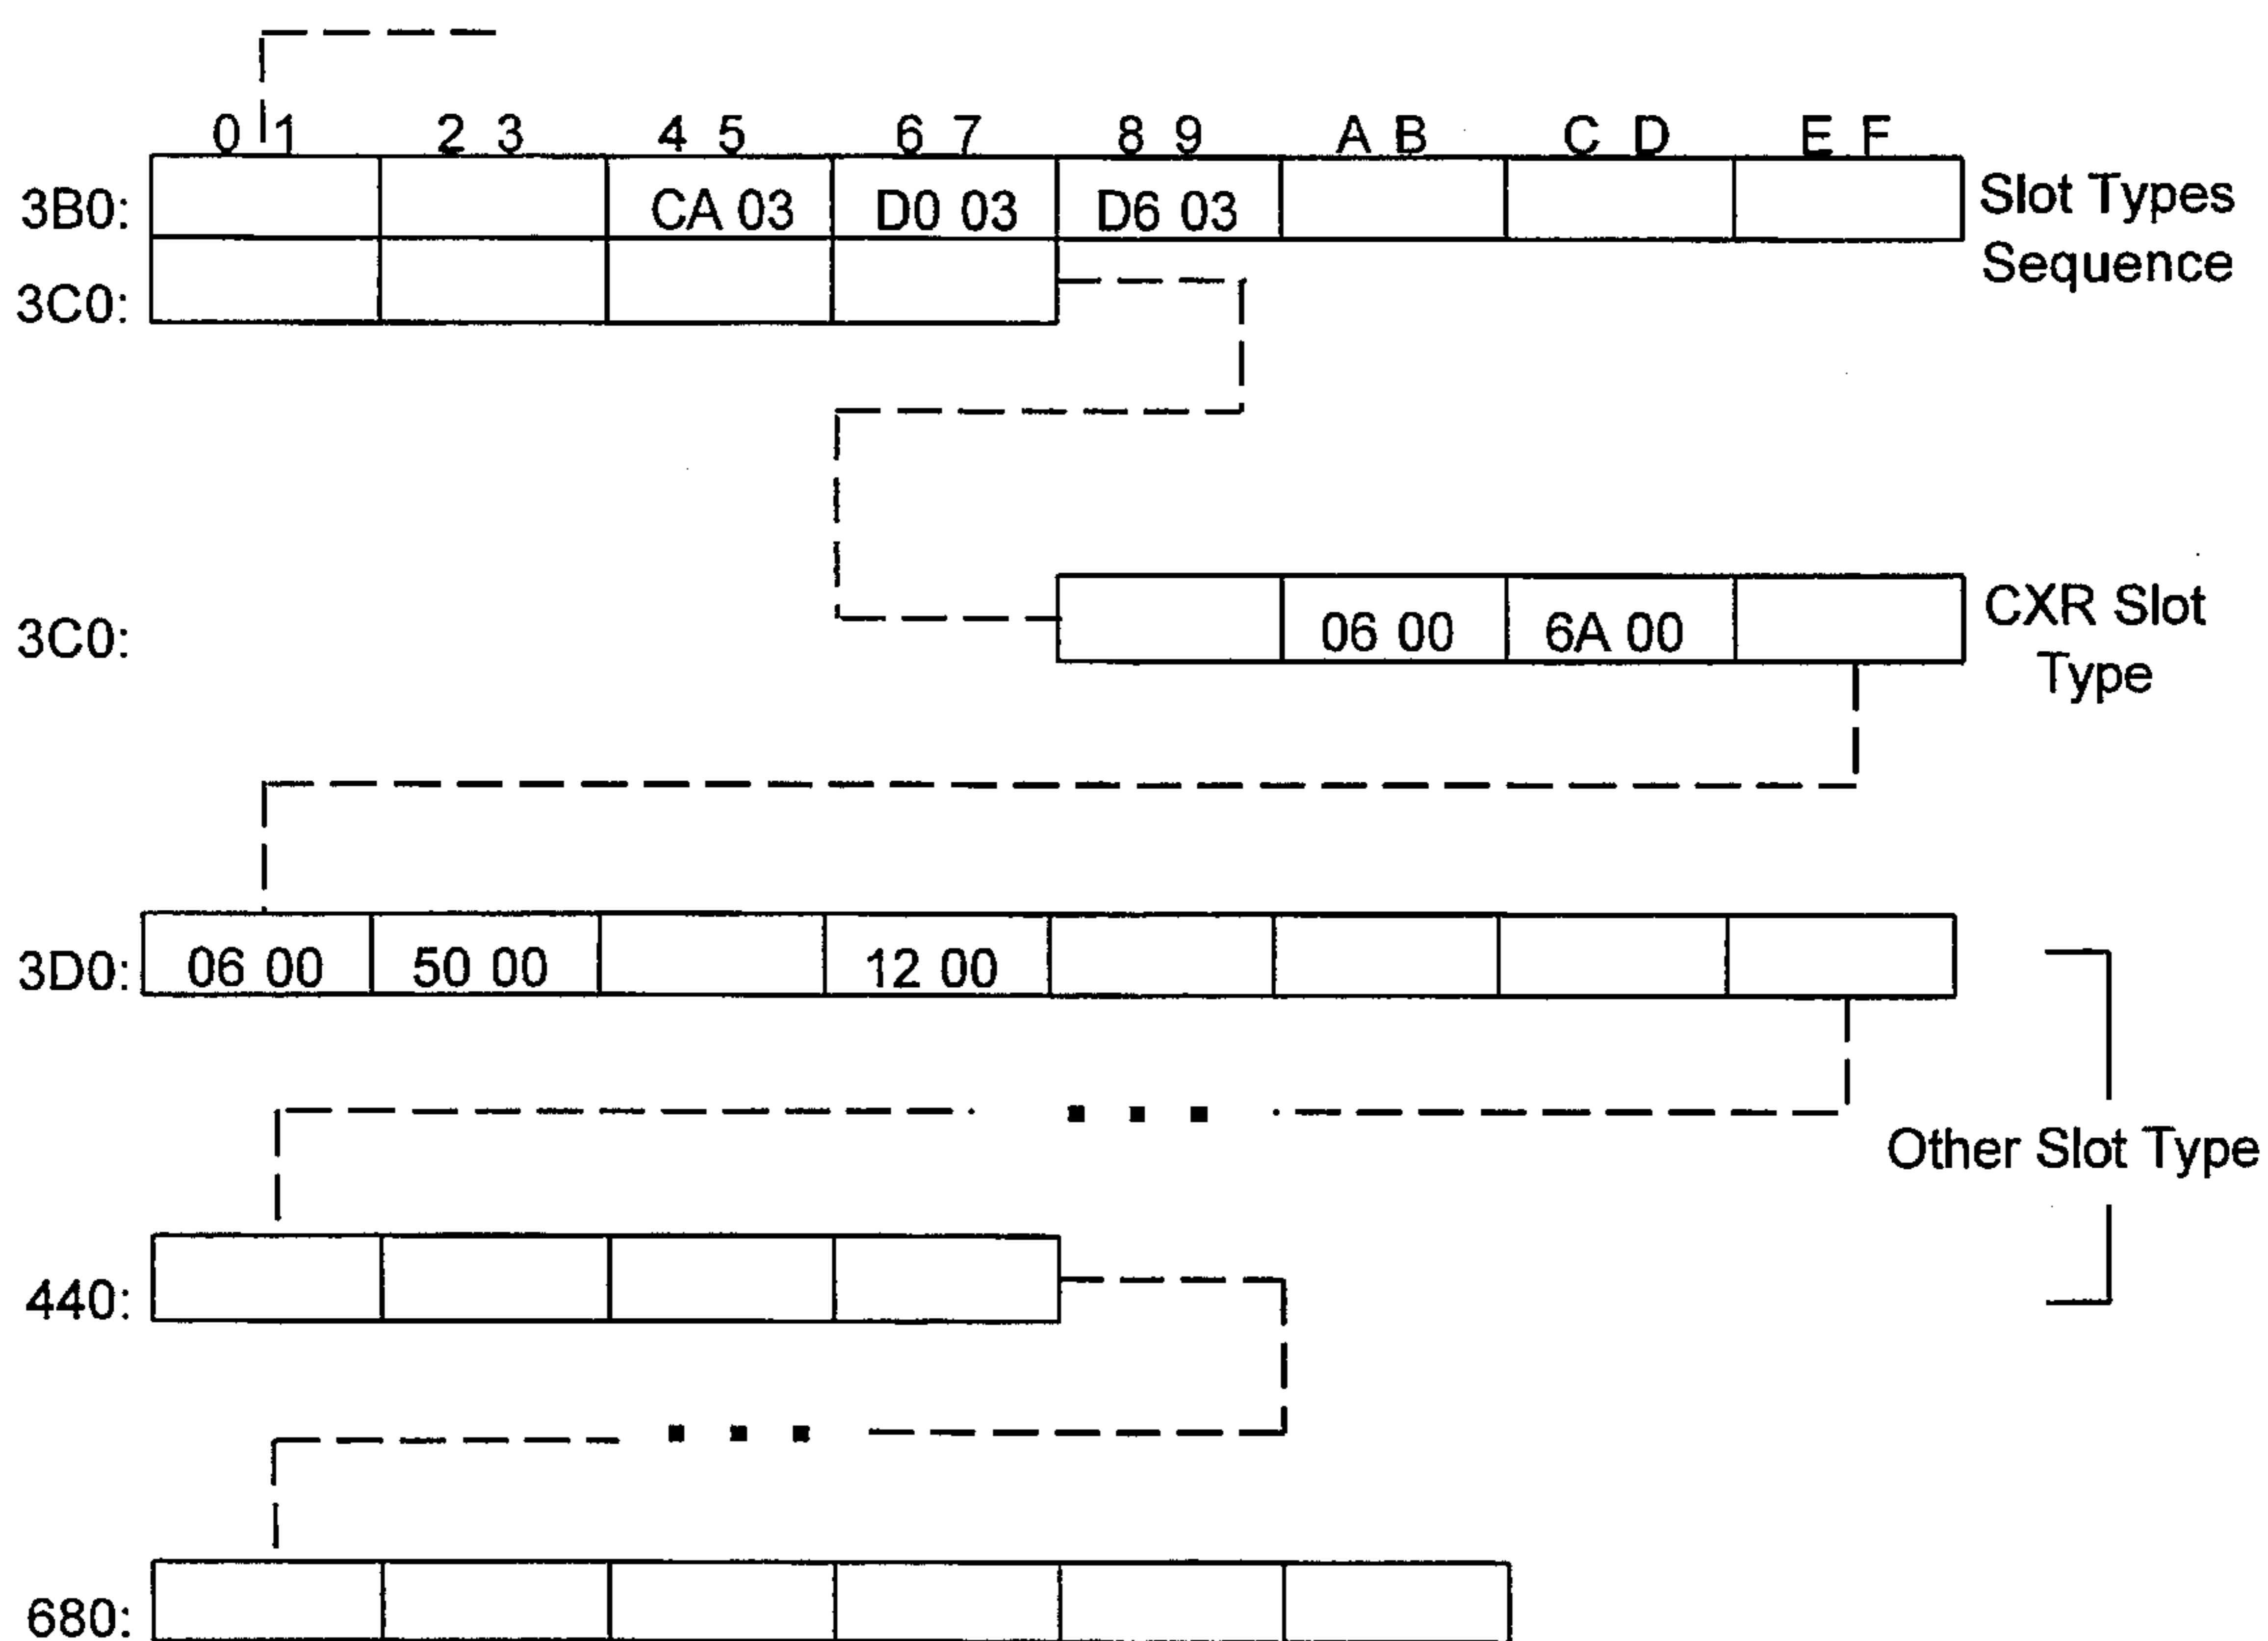 0 1 2 3 4 5 6 7 8 9 A B C D E F
3B0: CA 03 D0 03 D6 03 Slot Types
Sequence
3C0:
3C0: 06 00 6A 00 CXR Slot
Type
3D0: 06 00 50 00 12 00
Other Slot Type
440:
680: